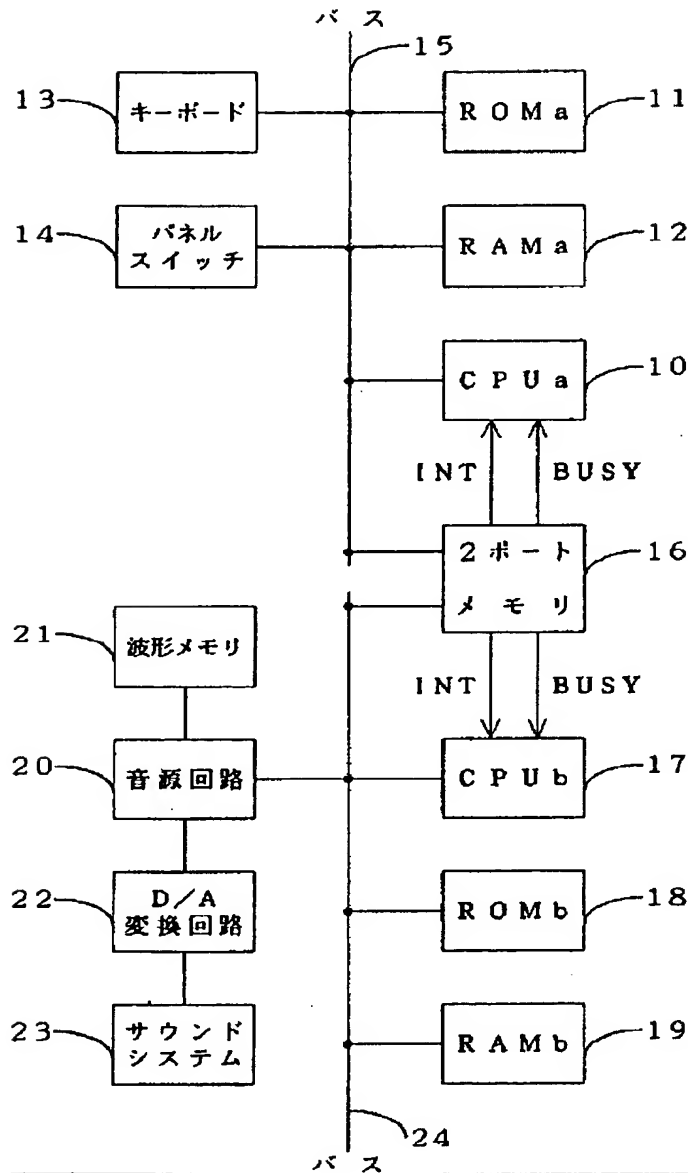 バス
15
13
キーボード
ROMa
11
14
パネル
スイッチ
RAMa
12
CPUa
10
INT
BUSY
2ポート
メモリ
16
21
波形メモリ
INT
BUSY
20
音源回路
CPUb
17
22
D/A
変換回路
ROMb
18
23
サウンド
システム
RAMb
19
24
バス